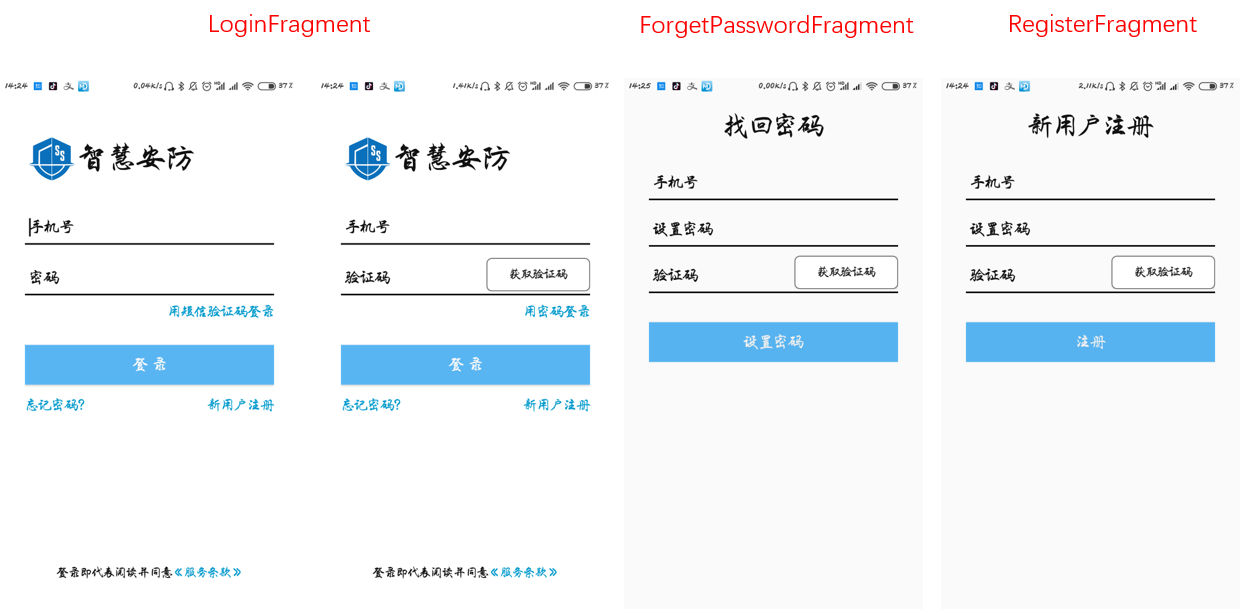 LoginFragment
ForgetPasswordFragment
RegisterFragment
14:24
0.04K/s
37%
SS
智慧安防
手机号
密码
用短信验证码登录
登录
忘记密码?
新用户注册
登录即代表阅读并同意《服务条款》
14:24
1.41K/s
37%
SS
智慧安防
手机号
验证码
获取验证码
用密码登录
登录
忘记密码?
新用户注册
登录即代表阅读并同意《服务条款》
14:25
0.00K/s
37%
找回密码
手机号
设置密码
验证码
获取验证码
设置密码
14:24
2.11K/s
37%
新用户注册
手机号
设置密码
验证码
获取验证码
注册